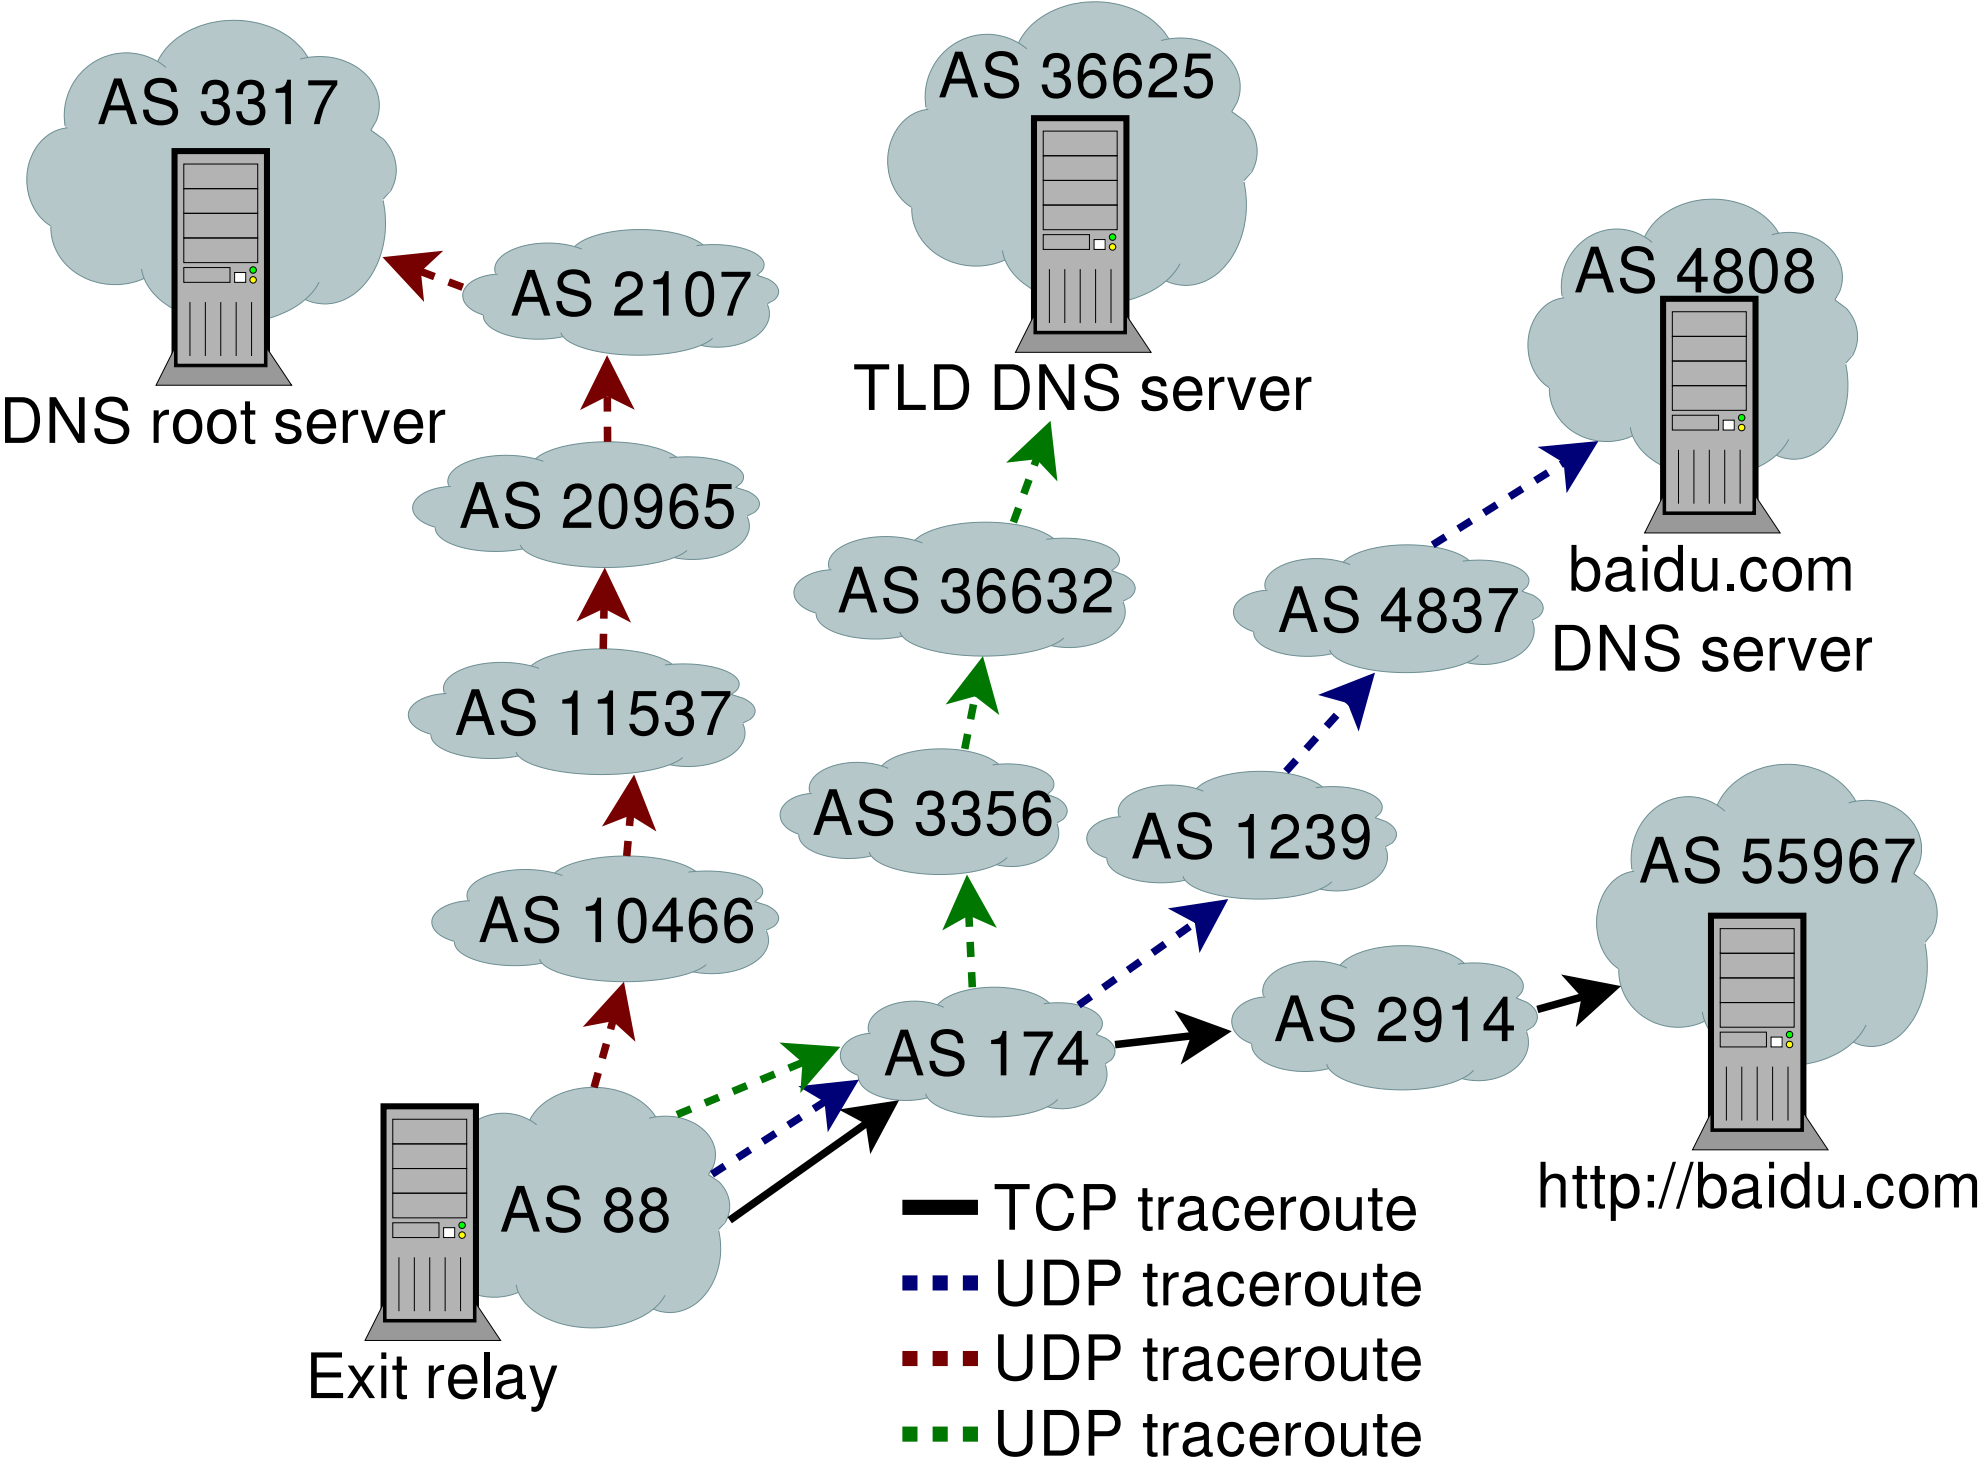 AS 3317
AS 36625
AS 4808
AS 2107
TLD DNS server
DNS root server
AS 20965
AS 36632
AS 4837
baidu.com
DNS server
AS 11537
AS 3356
AS 1239
AS 55967
AS 10466
AS 174
AS 2914
http://baidu.com
AS 88
Exit relay
TCP traceroute
UDP traceroute
UDP traceroute
UDP traceroute